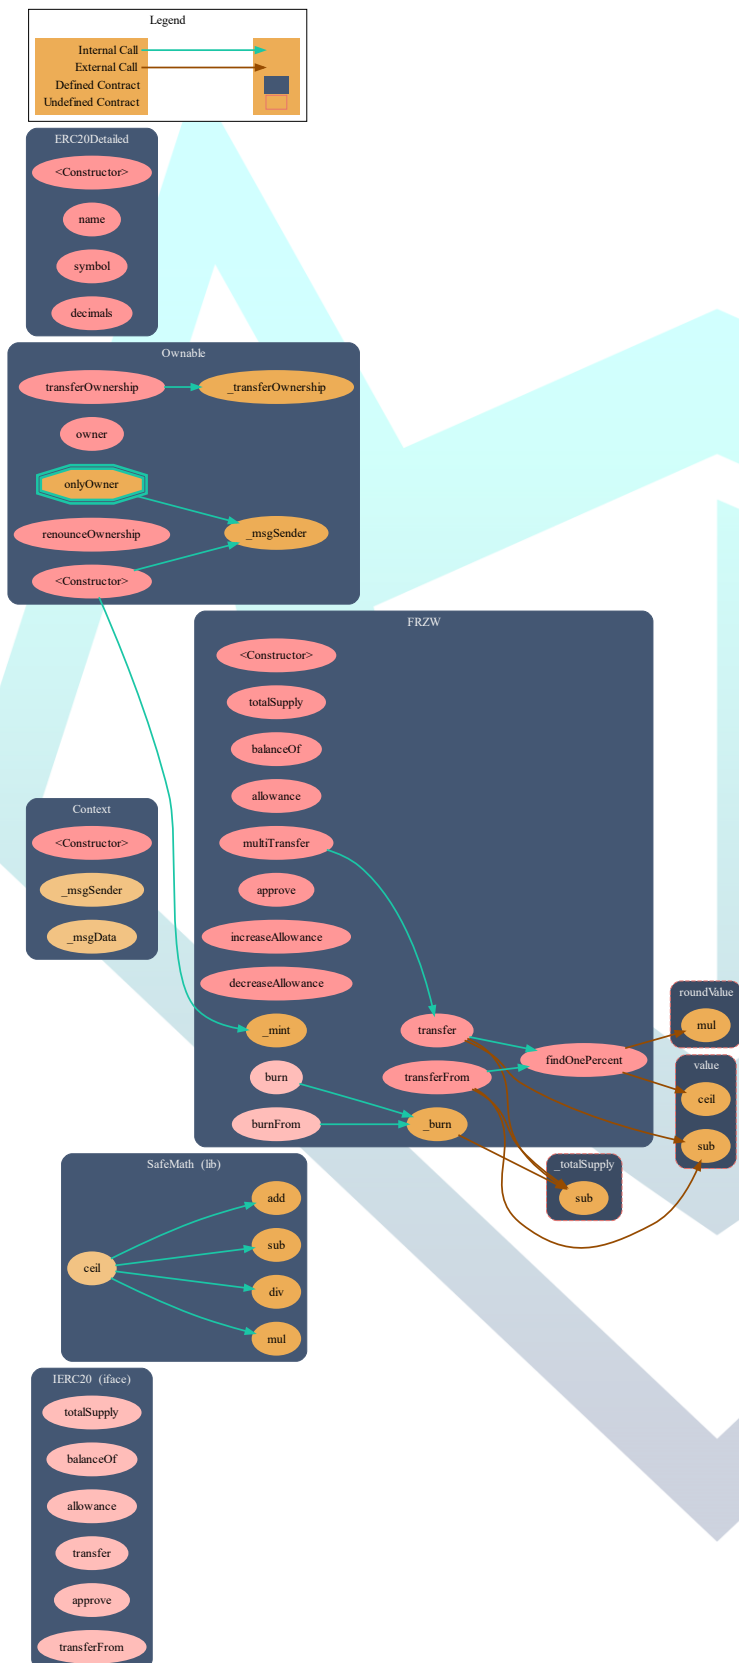 Legend
Internal Call
External Call
Defined Contract
Undefined Contract
ERC20Detailed
<Constructor>
name
symbol
decimals
Ownable
transferOwnership
_transferOwnership
owner
onlyOwner
renounceOwnership
_msgSender
<Constructor>
FRZW
<Constructor>
totalSupply
balanceOf
allowance
multiTransfer
approve
increaseAllowance
decreaseAllowance
_mint
transfer
burn
transferFrom
findOnePercent
burnFrom
_burn
Context
<Constructor>
_msgSender
_msgData
roundValue
mul
value
ceil
sub
_totalSupply
sub
SafeMath (lib)
add
sub
ceil
div
mul
IERC20 (iface)
totalSupply
balanceOf
allowance
transfer
approve
transferFrom